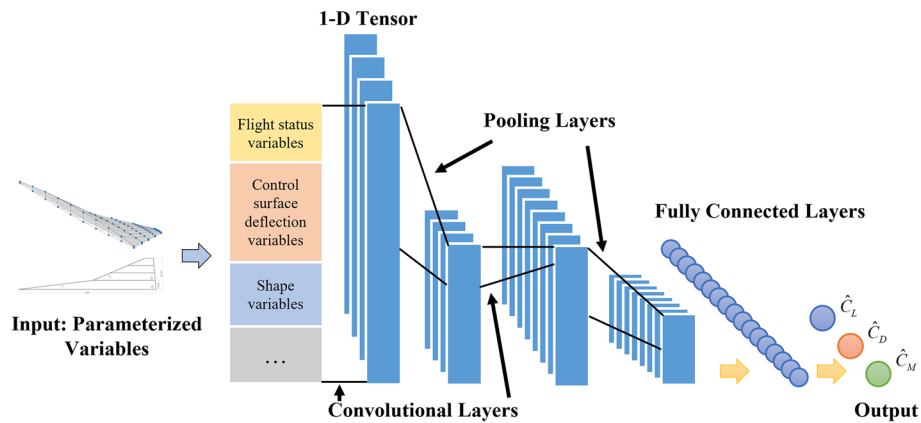 1-D Tensor
Flight status
variables
Control
surface
deflection
variables
Shape
variables
...
Input: Parameterized
Variables
Pooling Layers
Convolutional Layers
Fully Connected Layers
Ĉ_L
Ĉ_D
Ĉ_M
Output